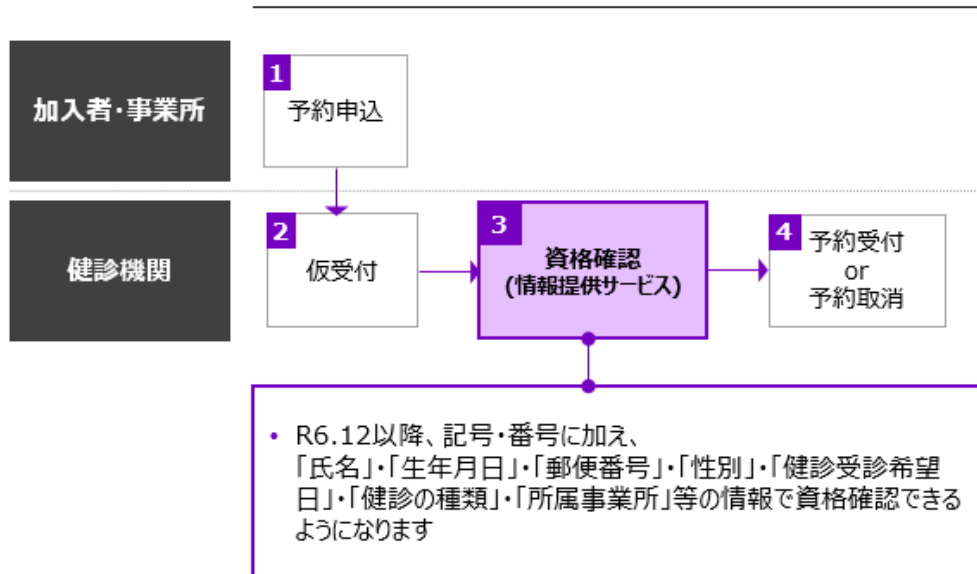 加入者・事業所
1
予約申込
健診機関
2
仮受付
3
資格確認
(情報提供サービス)
4
予約受付
or
予約取消
• R6.12以降、記号・番号に加え、
「氏名」・「生年月日」・「郵便番号」・「性別」・「健診受診希望
日」・「健診の種類」・「所属事業所」等の情報で資格確認できる
ようになります